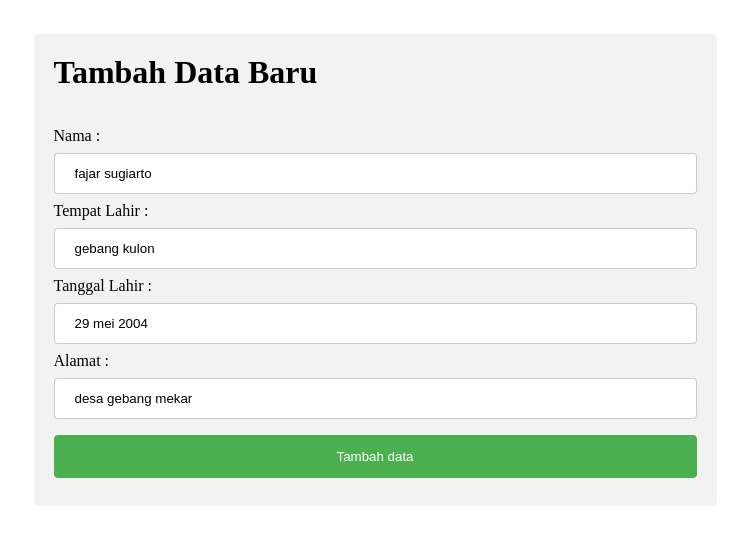 Tambah Data Baru
Nama :
fajar sugiarto
Tempat Lahir :
gebang kulon
Tanggal Lahir :
29 mei 2004
Alamat :
desa gebang mekar
Tambah data